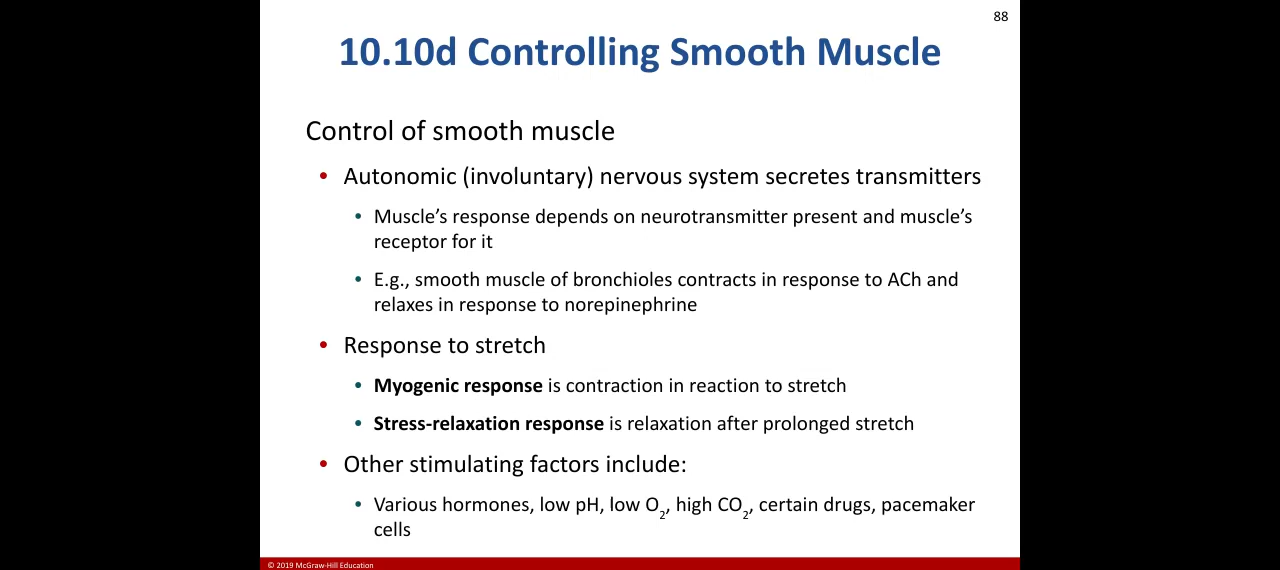 88
10.10d Controlling Smooth Muscle
Control of smooth muscle
• Autonomic (involuntary) nervous system secretes transmitters
• Muscle’s response depends on neurotransmitter present and muscle’s
receptor for it
• E.g., smooth muscle of bronchioles contracts in response to ACh and
relaxes in response to norepinephrine
• Response to stretch
• Myogenic response is contraction in reaction to stretch
• Stress-relaxation response is relaxation after prolonged stretch
• Other stimulating factors include:
• Various hormones, low pH, low O2, high CO2, certain drugs, pacemaker
cells
© 2019 McGraw-Hill Education